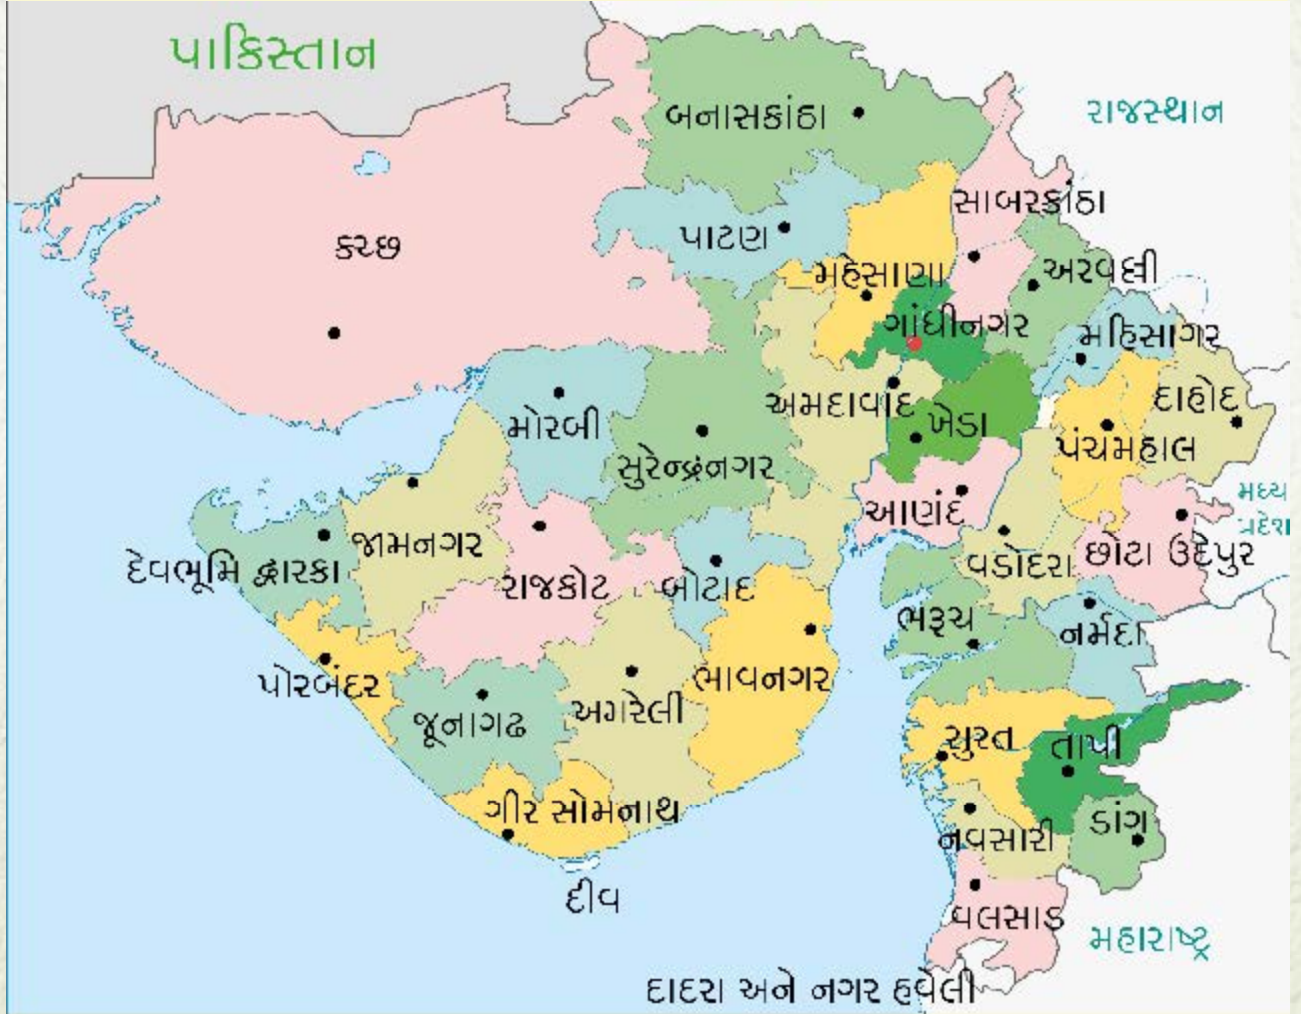 પાકિસ્તાન
રાજસ્થાન
બનાસકાંઠા
સાબરકાંઠા
પાટણ
કચ્છ
મહેસાણા
અરવલ્લી
ગાંધીનગર
મહિસાગર
અમદાવાદ
ખેડા
દાહોદ
મોરબી
સુરેન્દ્રનગર
પંચમહાલ
મધ્ય
પ્રદેશ
આણંદ
જામનગર
દેવભૂમિ દ્વારકા
રાજકોટ
બોટાદ
વડોદરા
છોટા ઉદેપુર
ભરૂચ
નર્મદા
પોરબંદર
જૂનાગઢ
અમરેલી
ભાવનગર
સુરત
તાપી
ગીર સોમનાથ
નવસારી
ડાંગ
દીવ
વલસાડ
મહારાષ્ટ્ર
દાદરા અને નગર હવેલી